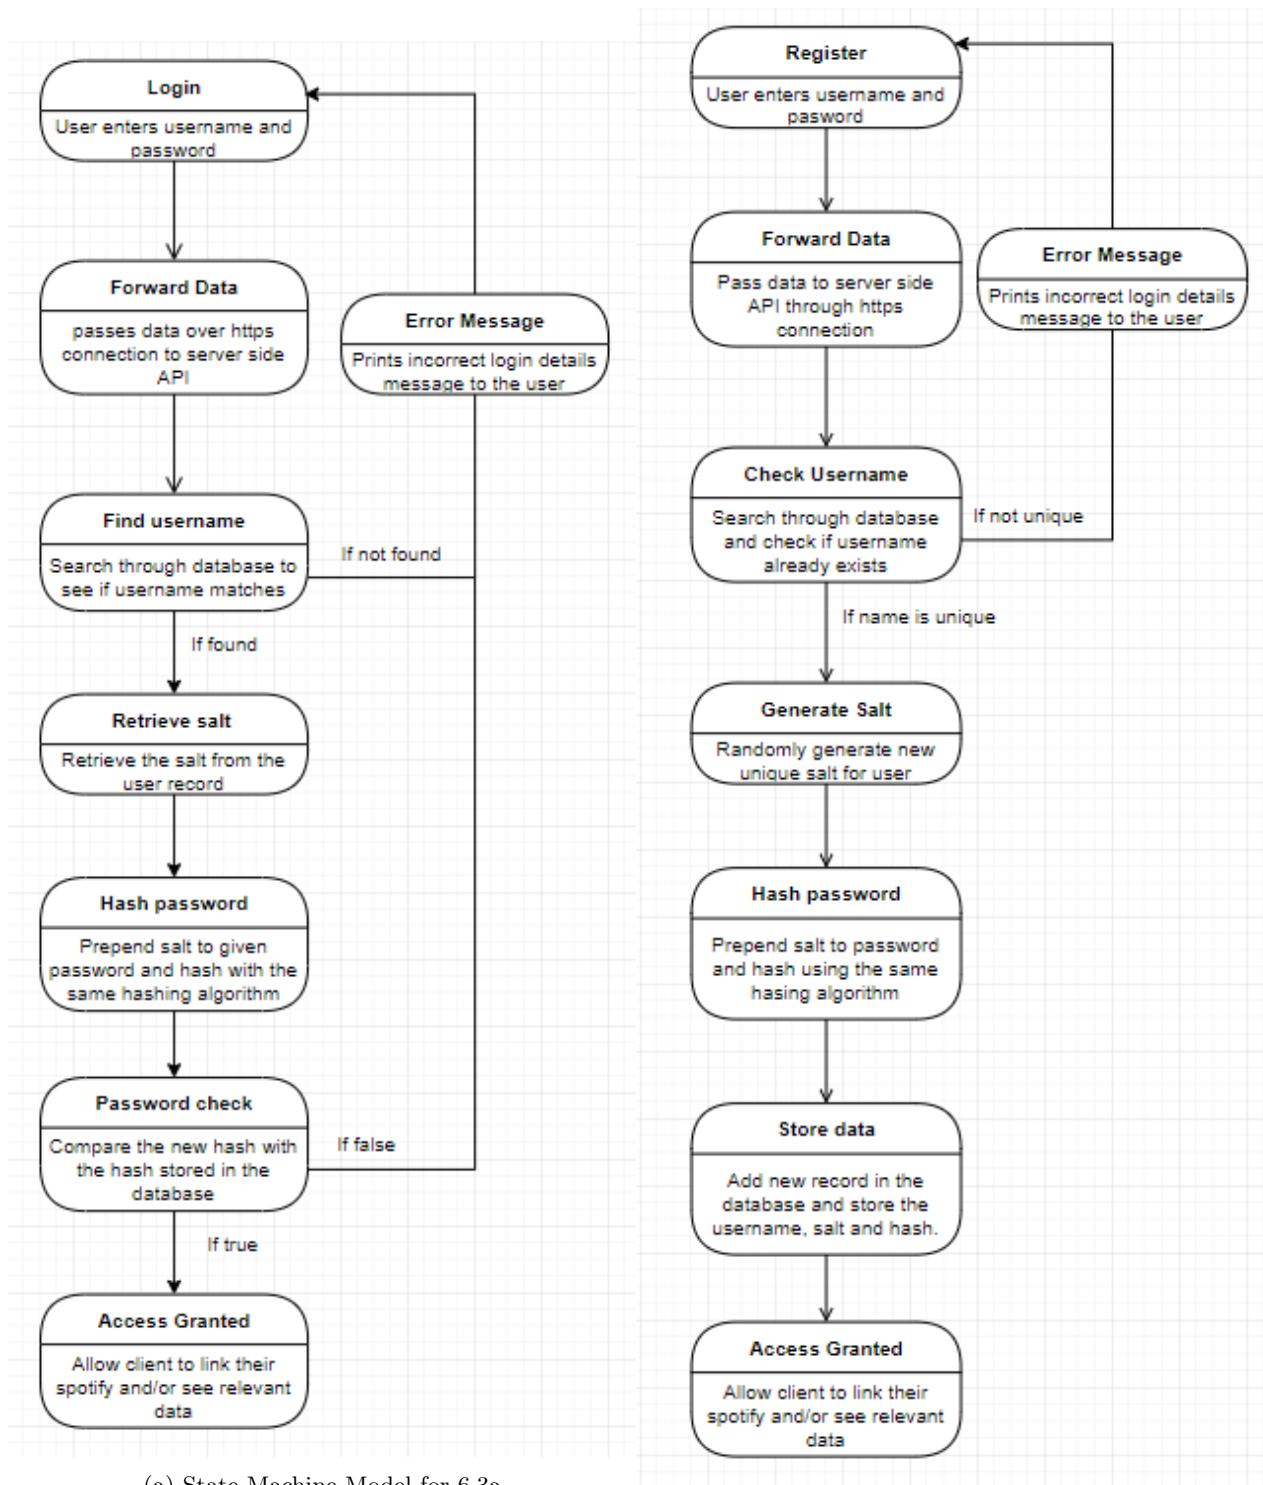 Login
User enters username and
password
Forward Data
passes data over https
connection to server side
API
Error Message
Prints incorrect login details
message to the user
Find username
Search through database to
see if username matches
If not found
If found
Retrieve salt
Retrieve the salt from the
user record
Hash password
Prepend salt to given
password and hash with the
same hashing algorithm
Password check
Compare the new hash with
the hash stored in the
database
If false
If true
Access Granted
Allow client to link their
spotify and/or see relevant
data
(a) State Machine Model for 6.3a
Register
User enters username and
pasword
Forward Data
Pass data to server side
API through https
connection
Error Message
Prints incorrect login details
message to the user
Check Username
Search through database
and check if username
already exists
If not unique
If name is unique
Generate Salt
Randomly generate new
unique salt for user
Hash password
Prepend salt to password
and hash using the same
hasing algorithm
Store data
Add new record in the
database and store the
username, salt and hash.
Access Granted
Allow client to link their
spotify and/or see relevant
data